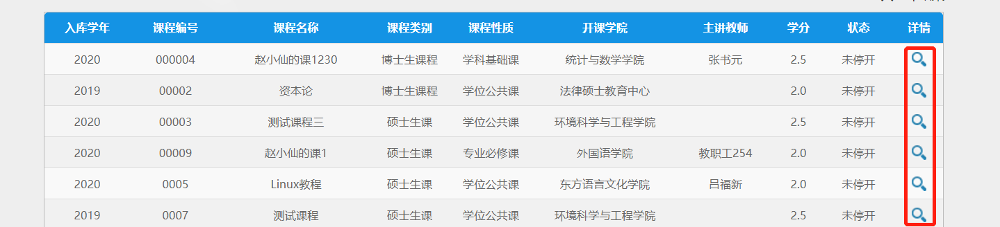 入库学年 课程编号 课程名称 课程类别 课程性质 开课学院 主讲教师 学分 状态 详情
2020 000004 赵小仙的课1230 博士生课程 学科基础课 统计与数学学院 张书元 2.5 未停开
2019 00002 资本论 博士生课程 学位公共课 法律硕士教育中心 2.0 未停开
2020 00003 测试课程三 硕士生课 学位公共课 环境科学与工程学院 2.5 未停开
2020 00009 赵小仙的课1 硕士生课 专业必修课 外国语学院 教职工254 2.0 未停开
2020 0005 Linux教程 硕士生课 学位公共课 东方语言文化学院 吕福新 2.0 未停开
2019 0007 测试课程 硕士生课 学位公共课 环境科学与工程学院 2.5 未停开